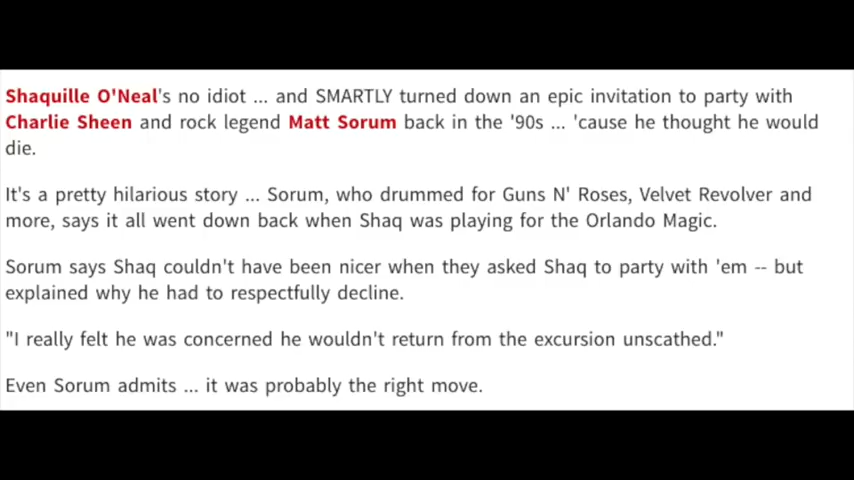 Shaquille O'Neal's no idiot ... and SMARTLY turned down an epic invitation to party with
Charlie Sheen and rock legend Matt Sorum back in the '90s ... 'cause he thought he would
die.
It's a pretty hilarious story ... Sorum, who drummed for Guns N' Roses, Velvet Revolver and
more, says it all went down back when Shaq was playing for the Orlando Magic.
Sorum says Shaq couldn't have been nicer when they asked Shaq to party with 'em -- but
explained why he had to respectfully decline.
"I really felt he was concerned he wouldn't return from the excursion unscathed."
Even Sorum admits ... it was probably the right move.